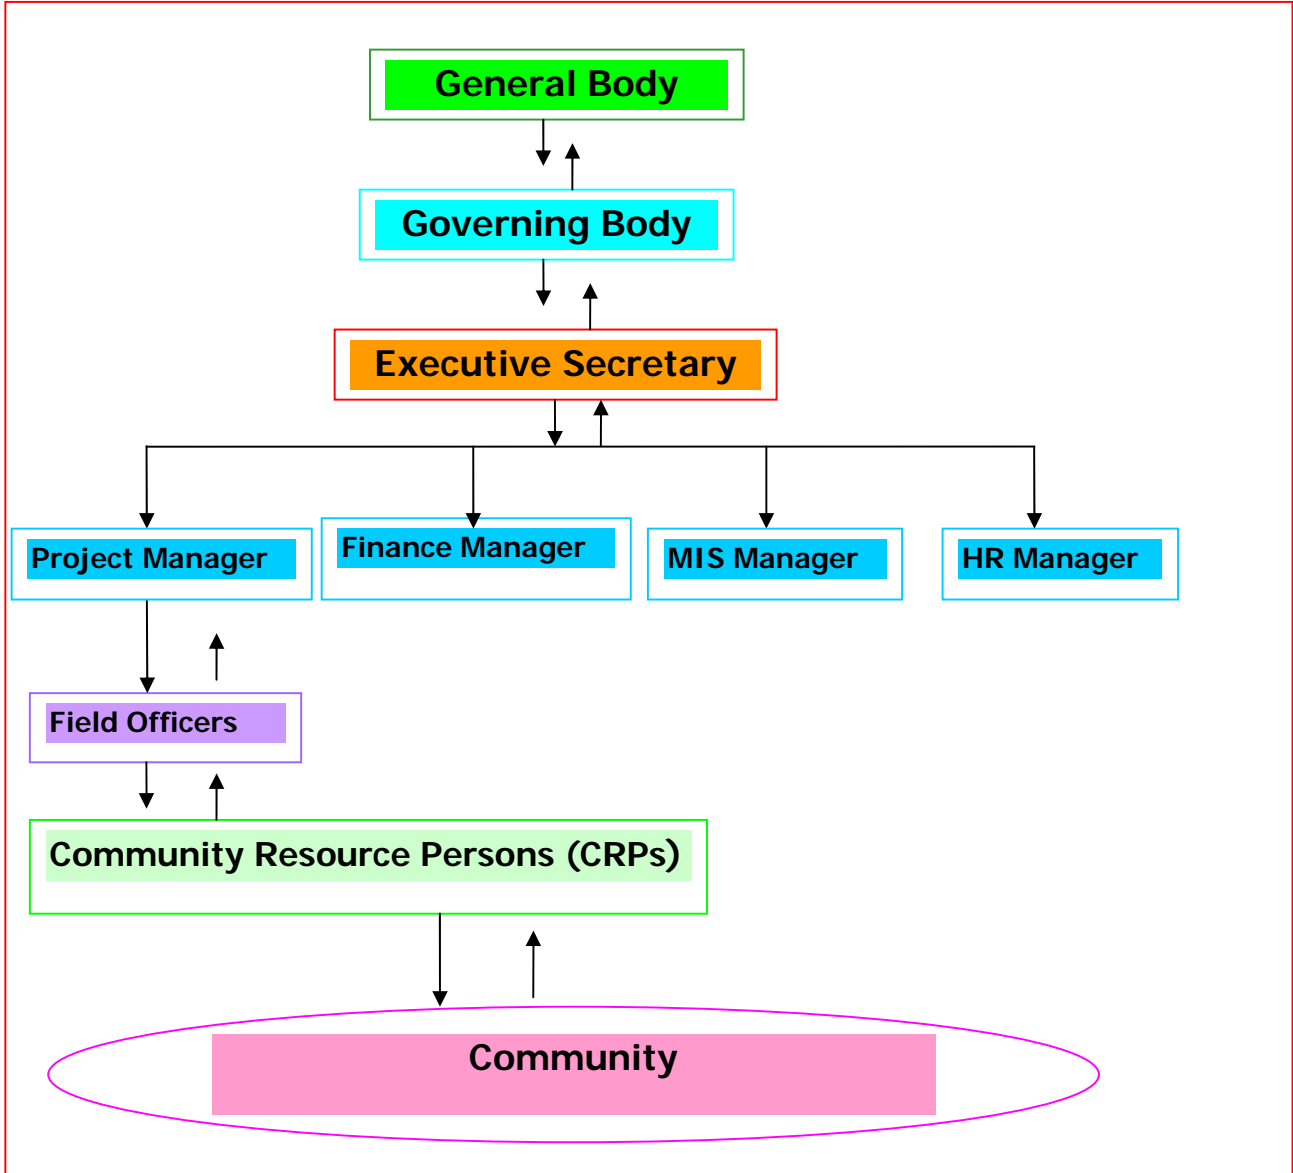 General Body
Governing Body
Executive Secretary
Project Manager
Finance Manager
MIS Manager
HR Manager
Field Officers
Community Resource Persons (CRPs)
Community